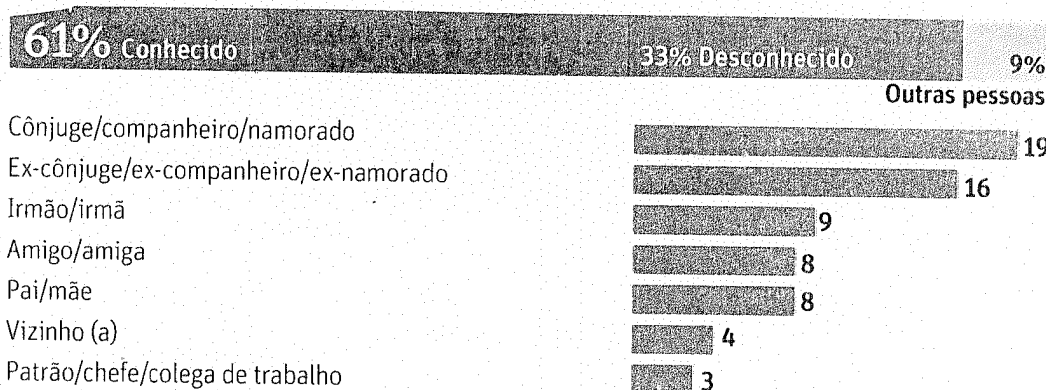 61% Conhecido 33% Desconhecido 9%
Outras pessoas
Cônjuge/companheiro/namorado 19
Ex-cônjuge/ex-companheiro/ex-namorado 16
Irmão/irmã 9
Amigo/amiga 8
Pai/mãe 8
Vizinho (a) 4
Patrão/chefe/colega de trabalho 3